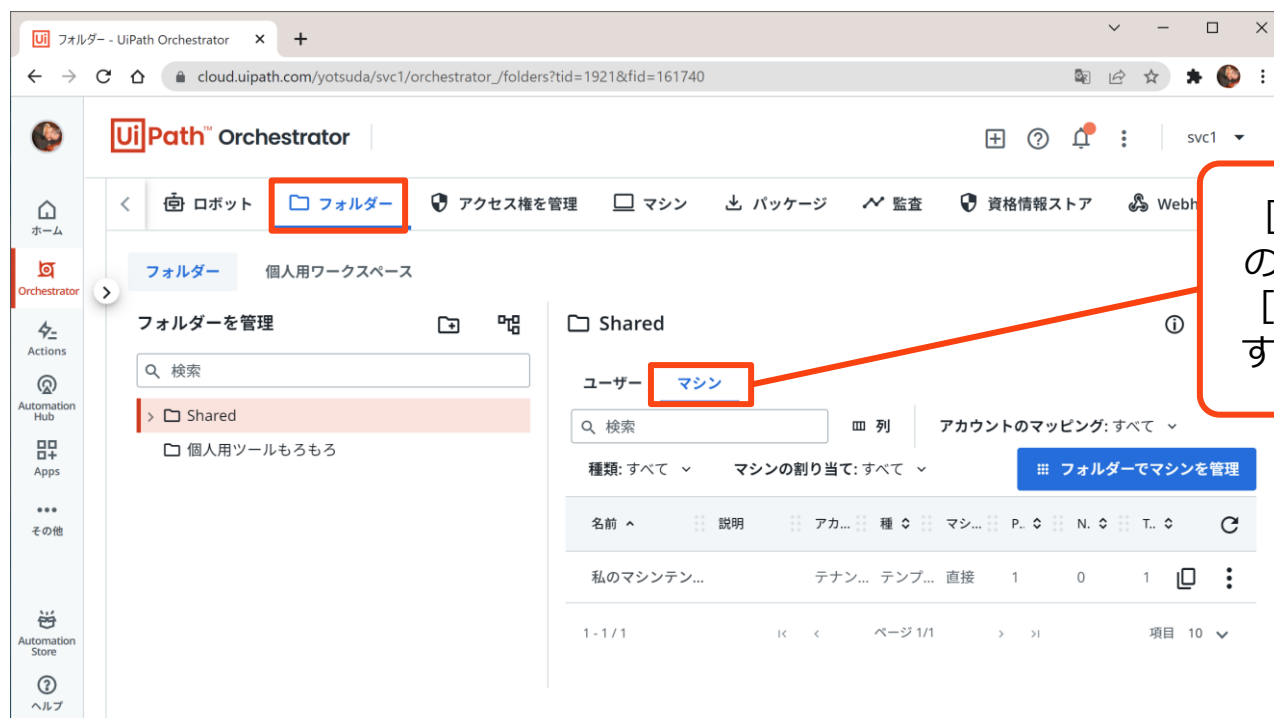 Ui フォルダー - UiPath Orchestrator
cloud.uipath.com/yotsuda/svc1/orchestrator_/folders?tid=1921&fid=161740
UiPath™ Orchestrator
svc1
ロボット フォルダー アクセス権を管理 マシン パッケージ 監査 資格情報ストア Webh
ホーム
Orchestrator
Actions
Automation Hub
Apps
その他
Automation Store
ヘルプ
フォルダー 個人用ワークスペース
フォルダーを管理
検索
Shared
個人用ツールもろもろ
Shared
ユーザー マシン
検索 列 アカウントのマッピング: すべて
種類: すべて マシンの割り当て: すべて フォルダーでマシンを管理
名前 説明 アカ... 種 マシ... P.. N. T..
私のマシンテン... テナン... テンプ... 直接 1 0 1
1 - 1 / 1 ページ 1/1 項目 10
[
の
[
す